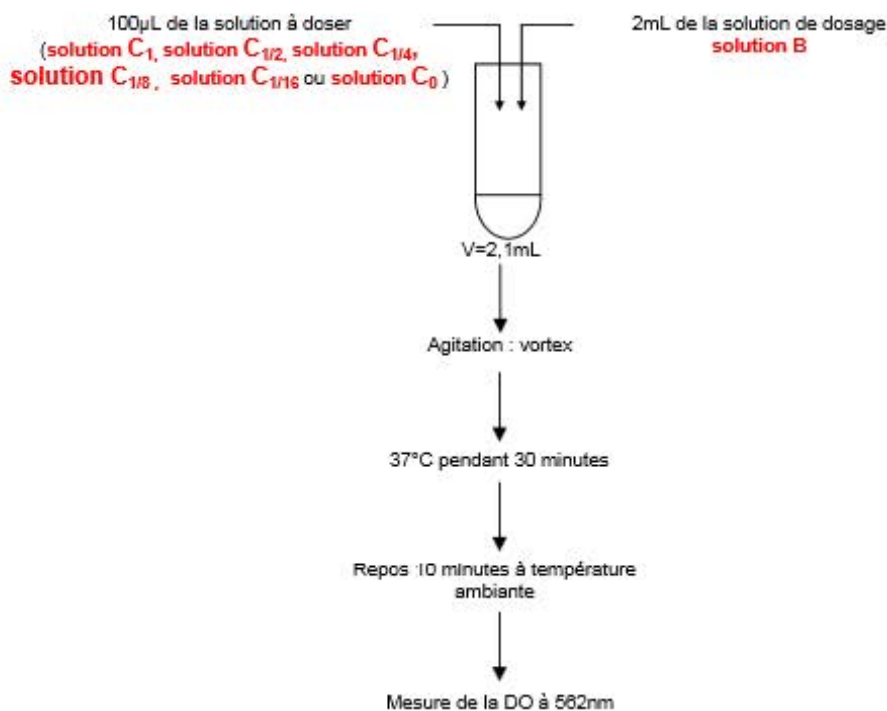 100µL de la solution à doser
(solution C1, solution C1/2, solution C1/4,
solution C1/8 , solution C1/16 ou solution C0 )
2mL de la solution de dosage
solution B
V=2,1mL
Agitation : vortex
37°C pendant 30 minutes
Repos :10 minutes à température
ambiante
Mesure de la DO à 562nm